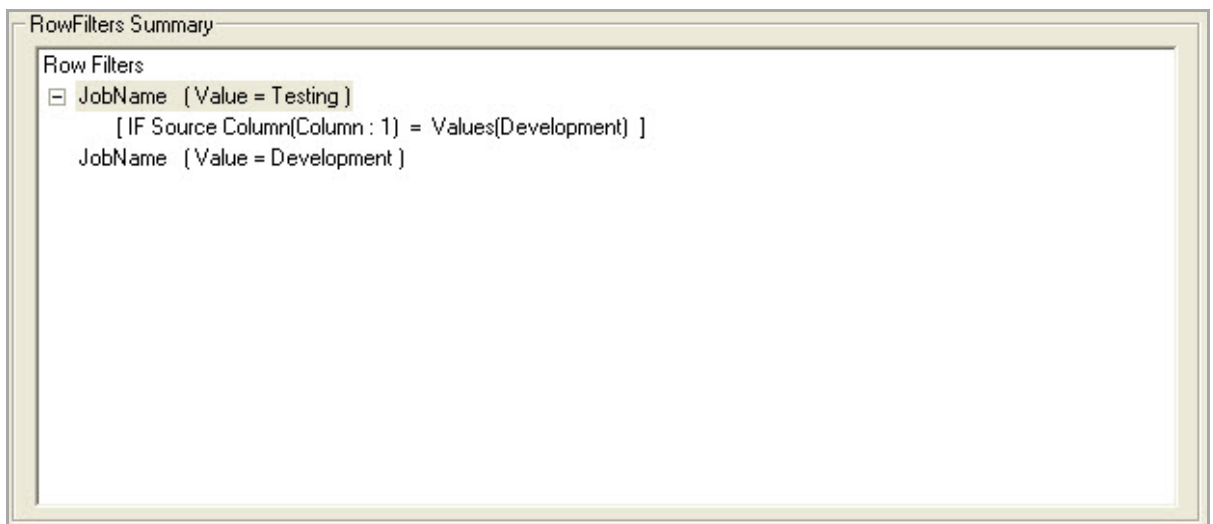 RowFilters Summary
Row Filters
JobName ( Value = Testing )
[ IF Source Column(Column : 1) = Values(Development) ]
JobName ( Value = Development )